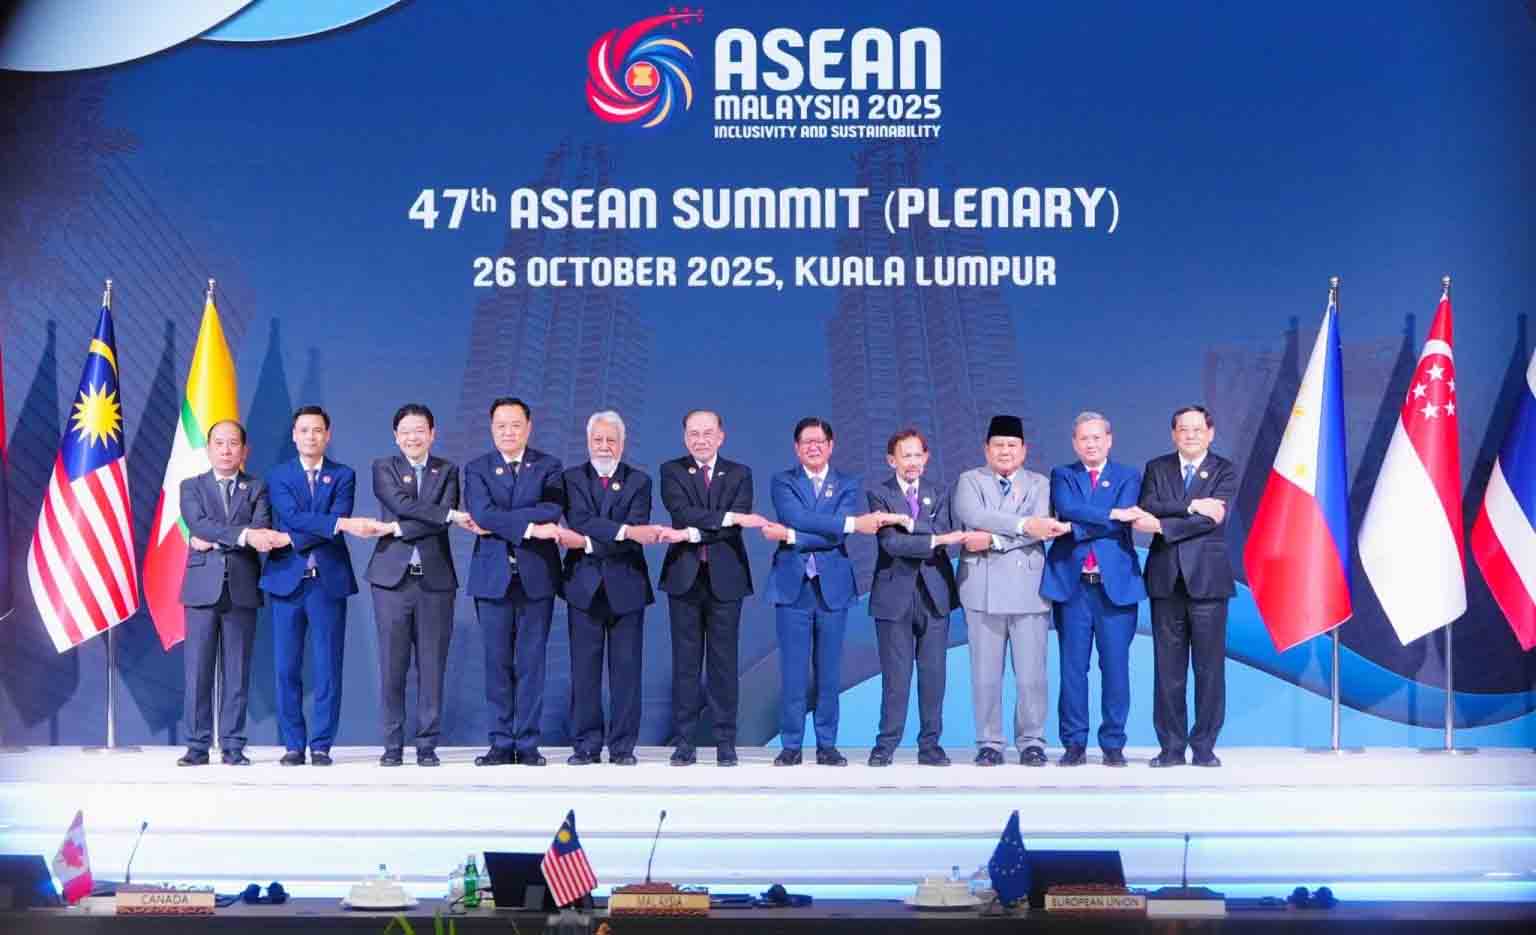 ASEAN
MALAYSIA 2025
INCLUSIVITY AND SUSTAINABILITY
47th ASEAN SUMMIT (PLENARY)
26 OCTOBER 2025, KUALA LUMPUR
CANADA
MALAYSIA
EUROPEAN UNION